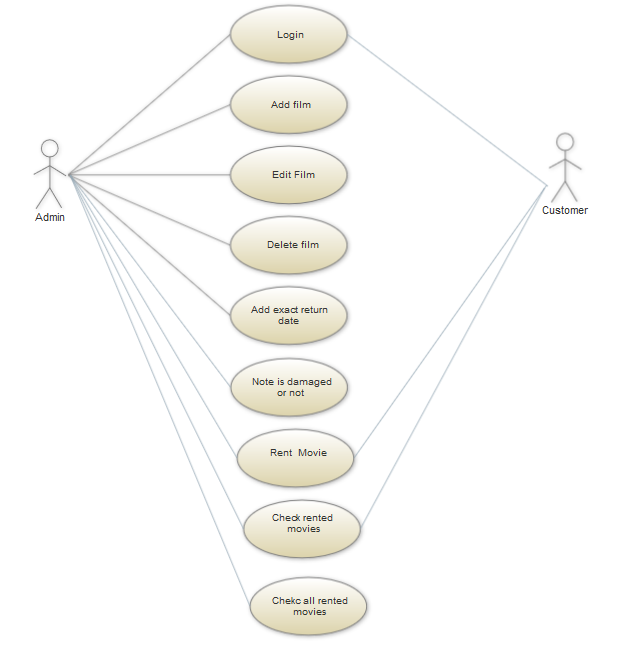 Login
Add film
Edit Film
Admin
Customer
Delete film
Add exact return
date
Note is damaged
or not
Rent Movie
Check rented
movies
Chekc all rented
movies